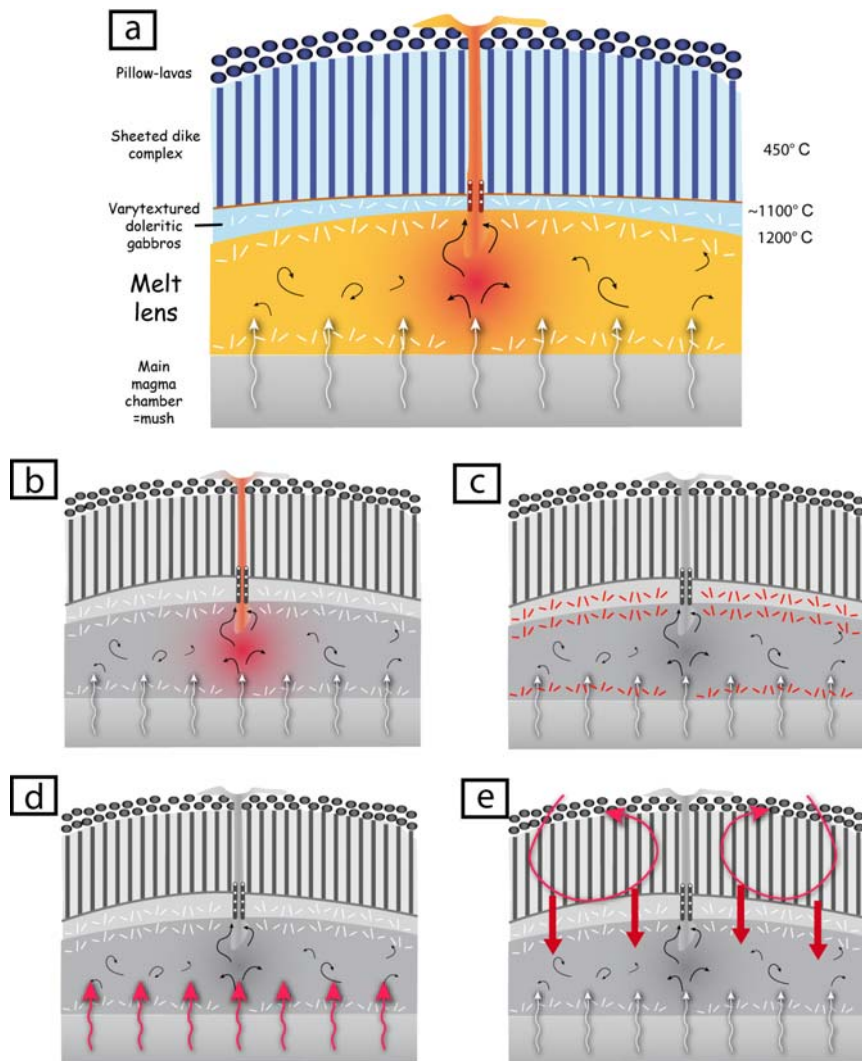 a
Pillow-lavas
Sheeted dike
complex
450° C
Varytextured
doleritic
gabbros
~1100° C
1200° C
Melt
lens
Main
magma
chamber
=mush
b
c
d
e